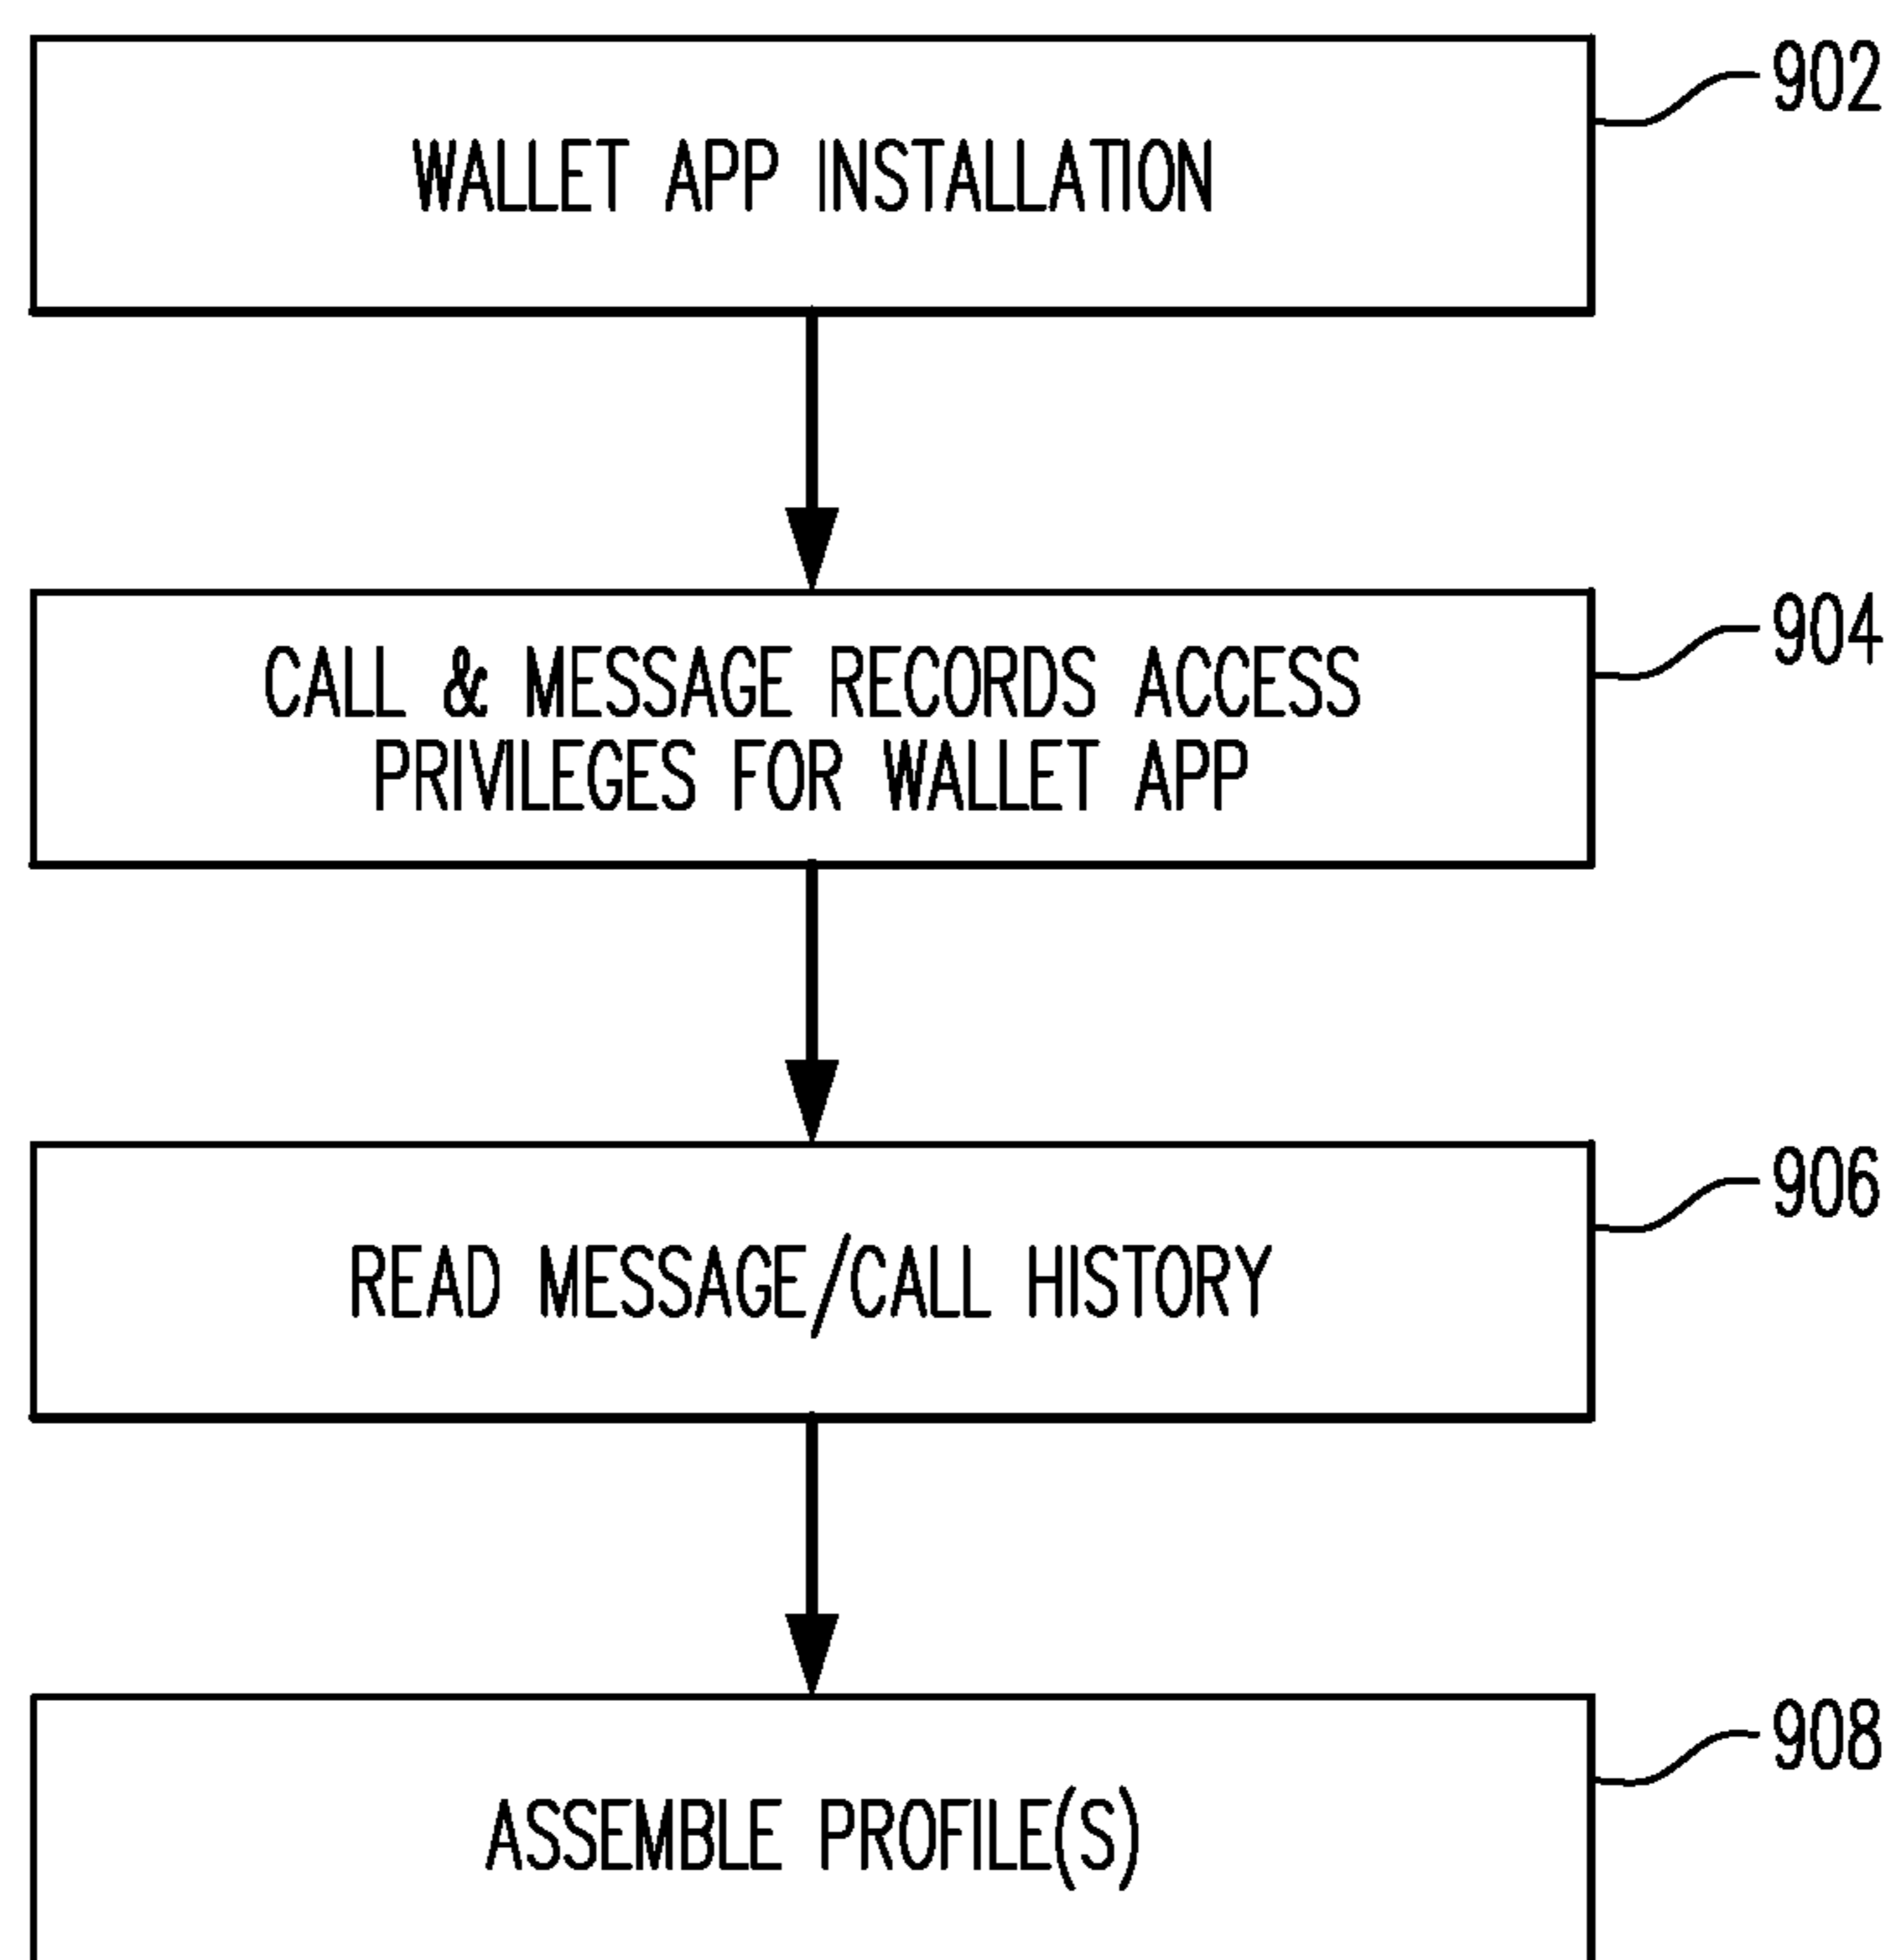 902
WALLET APP INSTALLATION
904
CALL & MESSAGE RECORDS ACCESS
PRIVILEGES FOR WALLET APP
906
READ MESSAGE/CALL HISTORY
908
ASSEMBLE PROFILE(S)